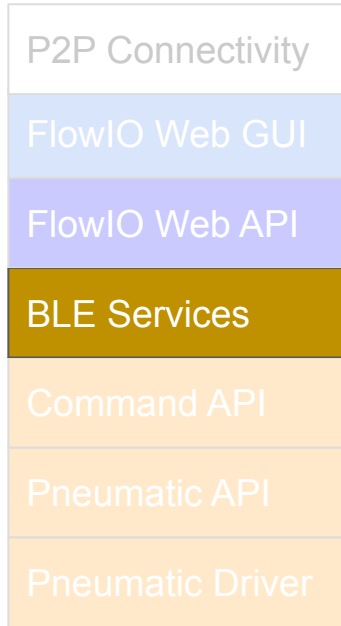 P2P Connectivity
FlowIO Web GUI
FlowIO Web API
BLE Services
Command API
Pneumatic API
Pneumatic Driver